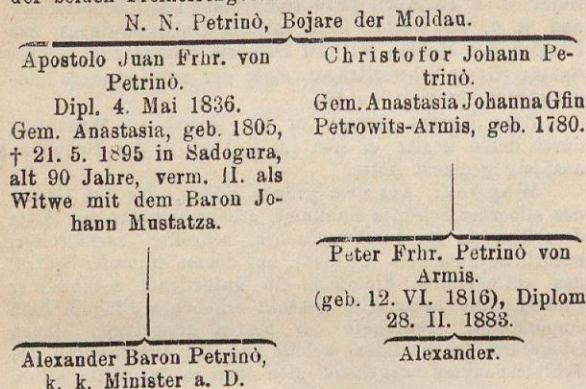 N. N. Petrinò, Bojare der Moldau.
Apostolo Juan Frhr. von
Petrinò.
Dipl. 4. Mai 1836.
Gem. Anastasia, geb. 1805,
† 21. 5. 1895 in Sadogura,
alt 90 Jahre, verm. II. als
Witwe mit dem Baron Jo-
hann Mustatza.
Alexander Baron Petrinò,
k. k. Minister a. D.
Christofor Johann Pe-
trinò.
Gem. Anastasia Johanna Gfin
Petrowits-Armis, geb. 1780.
Peter Frhr. Petrinò von
Armis.
(geb. 12. VI. 1816), Diplom
28. II. 1883.
Alexander.